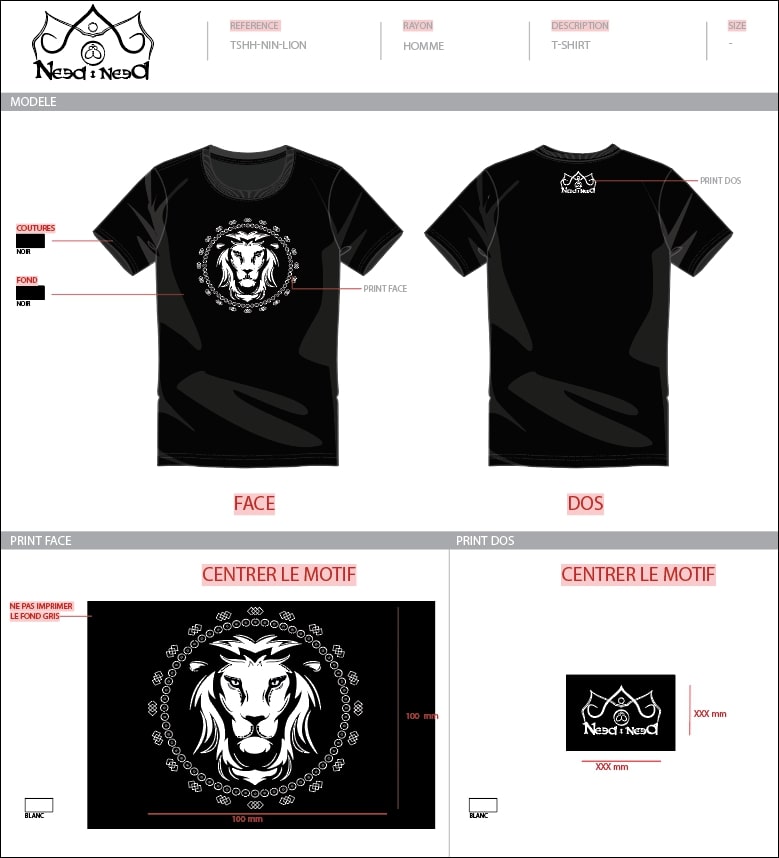 Need : Need
REFERENCE
TSHH-NIN-LION
RAYON
HOMME
DESCRIPTION
T-SHIRT
SIZE
-
MODELE
COUTURES
NOIR
FOND
NOIR
PRINT FACE
Need : Need
PRINT DOS
FACE
DOS
PRINT FACE
CENTRER LE MOTIF
NE PAS IMPRIMER
LE FOND GRIS
100 mm
100 mm
BLANC
PRINT DOS
CENTRER LE MOTIF
Need : Need
XXX mm
XXX mm
BLANC